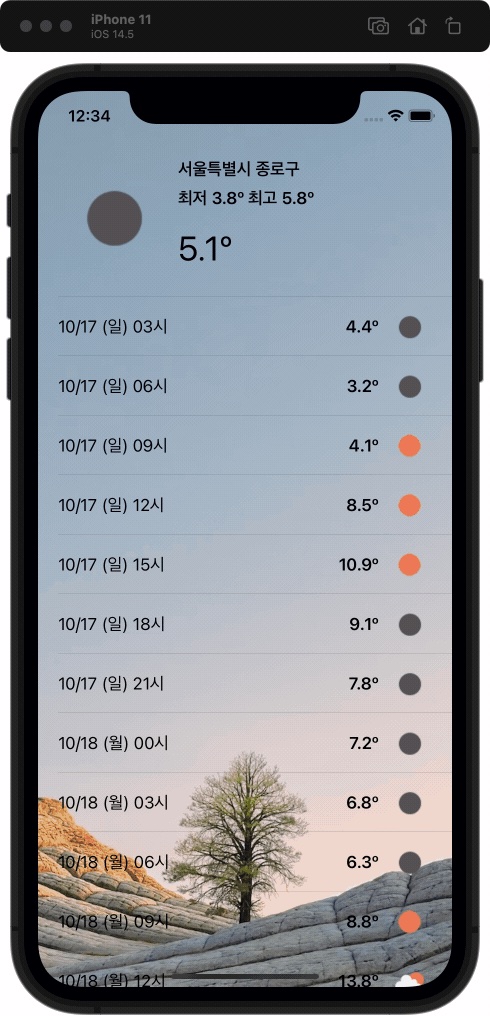 iPhone 11
iOS 14.5
12:34
서울특별시 종로구
최저 3.8º 최고 5.8º
5.1º
10/17 (일) 03시 4.4º
10/17 (일) 06시 3.2º
10/17 (일) 09시 4.1º
10/17 (일) 12시 8.5º
10/17 (일) 15시 10.9º
10/17 (일) 18시 9.1º
10/17 (일) 21시 7.8º
10/18 (월) 00시 7.2º
10/18 (월) 03시 6.8º
10/18 (월) 06시 6.3º
10/18 (월) 09시 8.8º
10/18 (월) 12시 13.8º